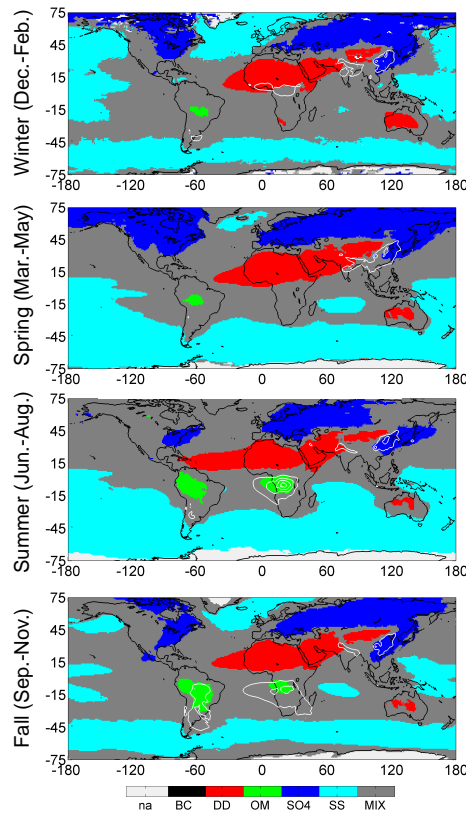 Winter (Dec.-Feb.)
75
45
15
-15
-45
-75
-180 -120 -60 0 60 120 180
Spring (Mar.-May)
75
45
15
-15
-45
-75
-180 -120 -60 0 60 120 180
Summer (Jun.-Aug.)
75
45
15
-15
-45
-75
-180 -120 -60 0 60 120 180
Fall (Sep.-Nov.)
75
45
15
-15
-45
-75
-180 -120 -60 0 60 120 180
na BC DD OM SO4 SS MIX